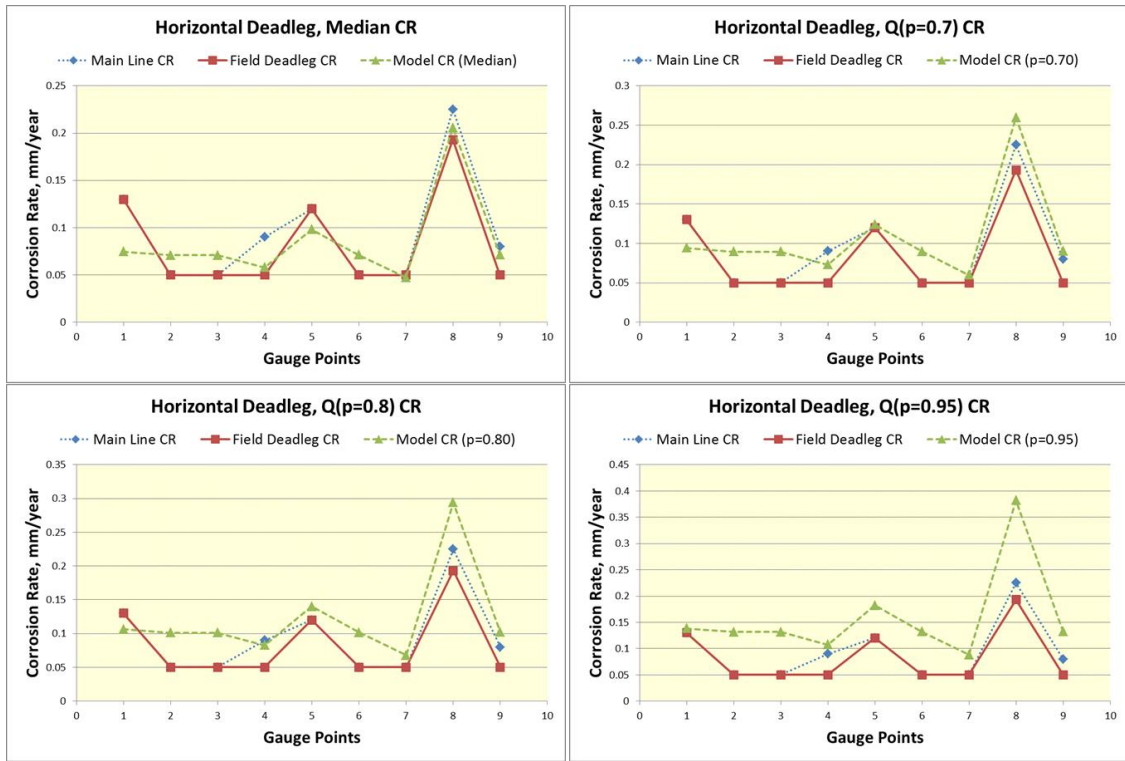 Horizontal Deadleg, Median CR
Main Line CR Field Deadleg CR Model CR (Median)
Corrosion Rate, mm/year
0.25
0.2
0.15
0.1
0.05
0
0 1 2 3 4 5 6 7 8 9 10
Gauge Points
Horizontal Deadleg, Q(p=0.7) CR
Main Line CR Field Deadleg CR Model CR (p=0.70)
Corrosion Rate, mm/year
0.3
0.25
0.2
0.15
0.1
0.05
0
0 1 2 3 4 5 6 7 8 9 10
Gauge Points
Horizontal Deadleg, Q(p=0.8) CR
Main Line CR Field Deadleg CR Model CR (p=0.80)
Corrosion Rate, mm/year
0.35
0.3
0.25
0.2
0.15
0.1
0.05
0
0 1 2 3 4 5 6 7 8 9 10
Gauge Points
Horizontal Deadleg, Q(p=0.95) CR
Main Line CR Field Deadleg CR Model CR (p=0.95)
Corrosion Rate, mm/year
0.45
0.4
0.35
0.3
0.25
0.2
0.15
0.1
0.05
0
0 1 2 3 4 5 6 7 8 9 10
Gauge Points